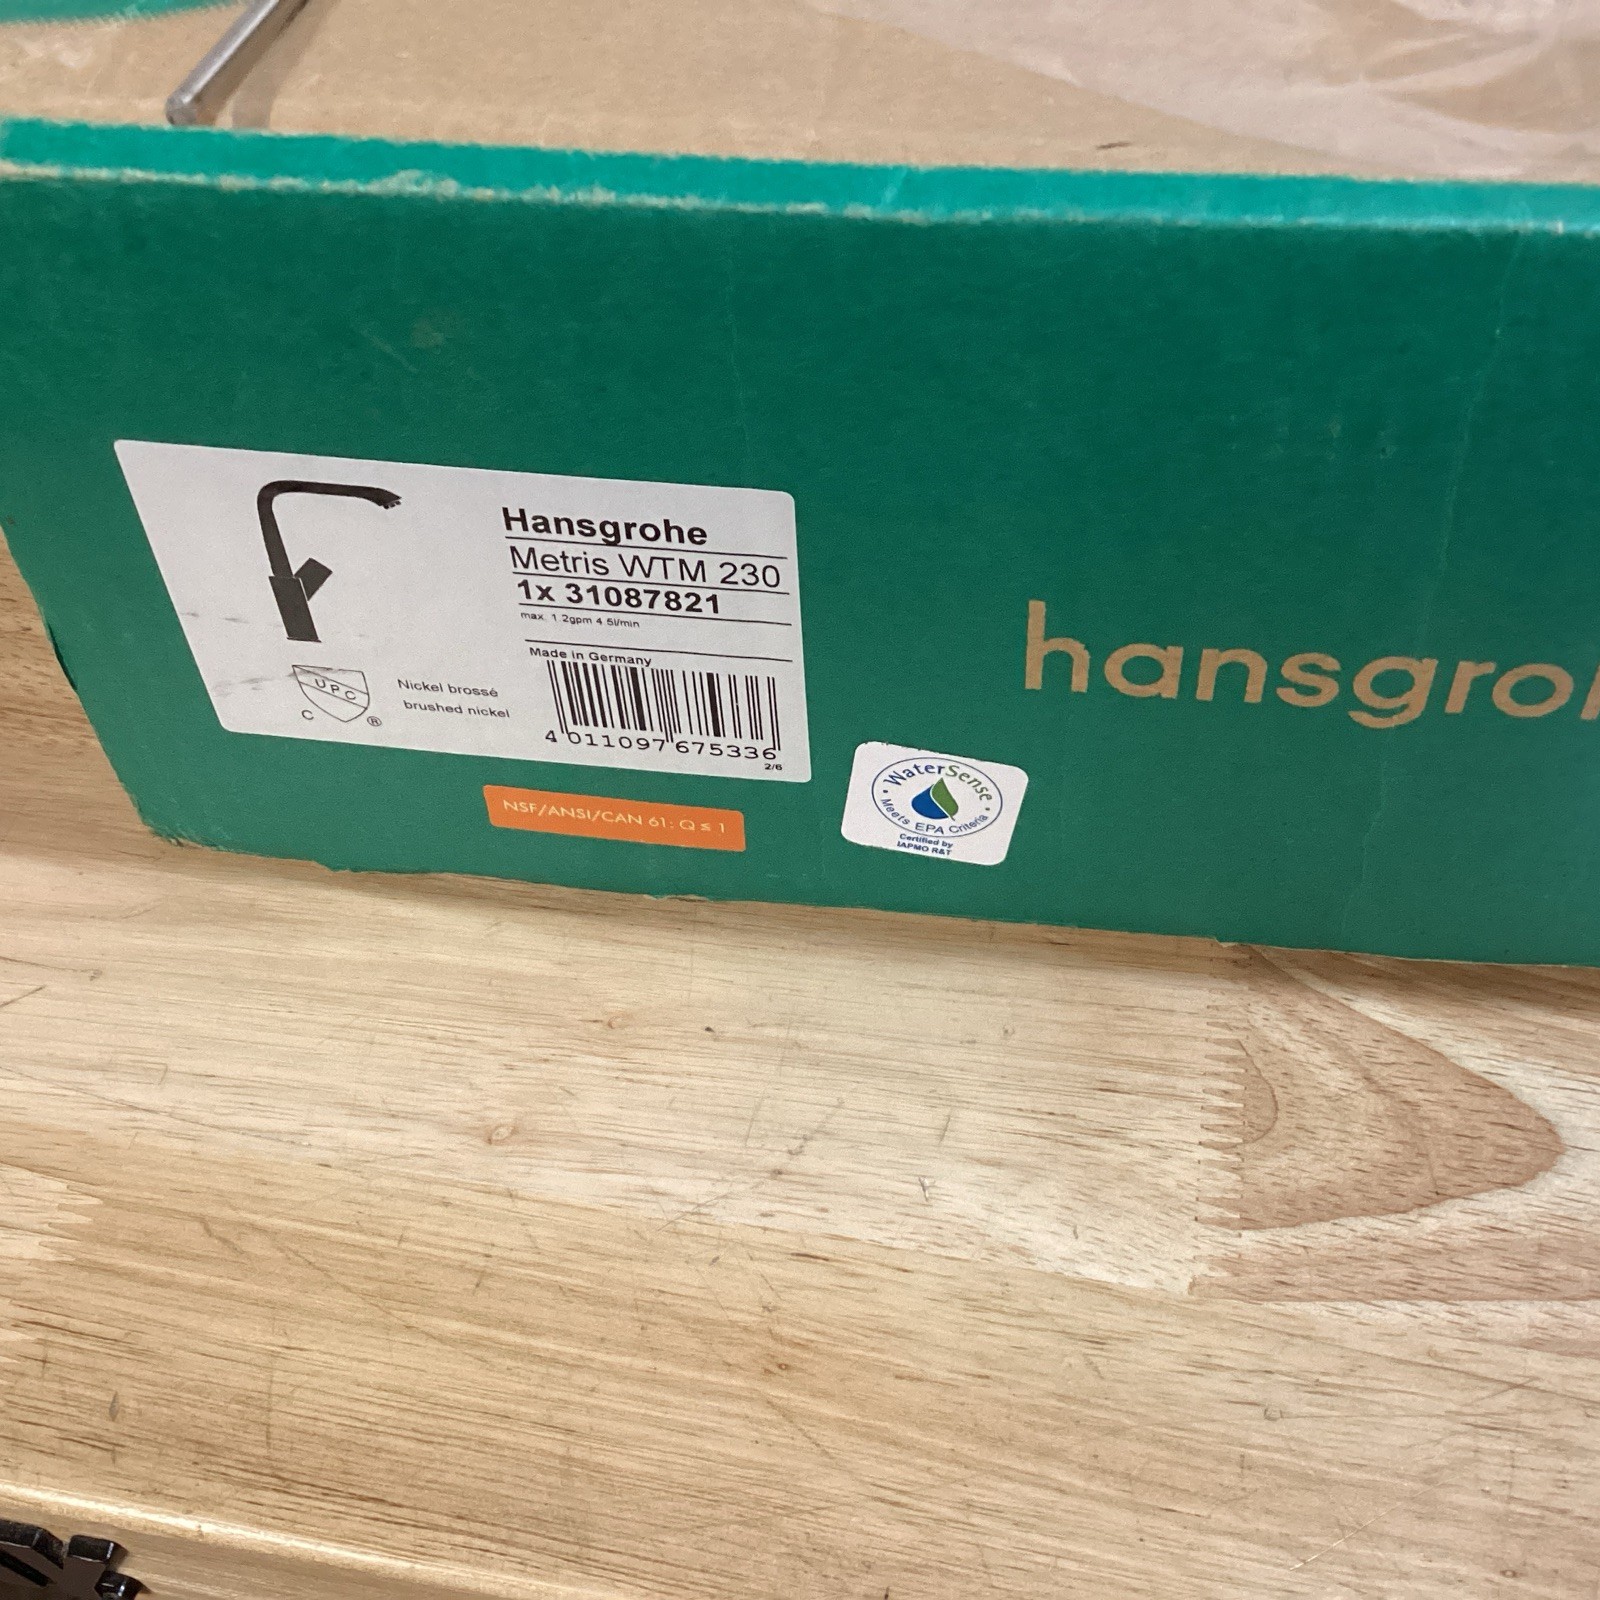 Hansgrohe
Metris WTM 230
1x 31087821
max. 1.2gpm 4.5l/min
Made in Germany
UPC
C ®
Nickel brossé
brushed nickel
4 011097 675336
2/6
NSF/ANSI/CAN 61: Q ≤ 1
WaterSense
Meets EPA Criteria
Certified by
IAPMO R&T
hansgro